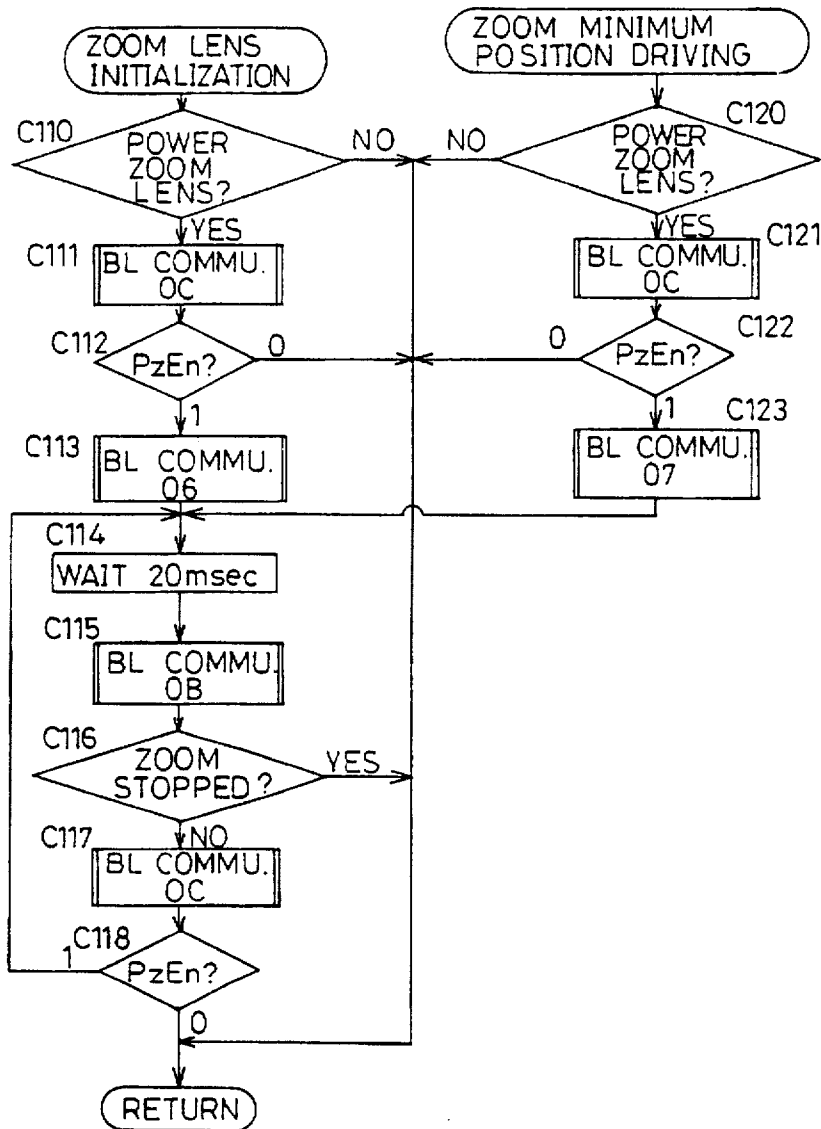 ZOOM LENS
INITIALIZATION
C110
POWER
ZOOM
LENS?
NO
YES
C111
BL COMMU.
0C
C112
PzEn?
0
1
C113
BL COMMU.
06
C114
WAIT 20msec
C115
BL COMMU.
0B
C116
ZOOM
STOPPED?
YES
NO
C117
BL COMMU.
0C
C118
PzEn?
1
0
RETURN
ZOOM MINIMUM
POSITION DRIVING
C120
POWER
ZOOM
LENS?
NO
YES
C121
BL COMMU.
0C
C122
PzEn?
0
1
C123
BL COMMU.
07